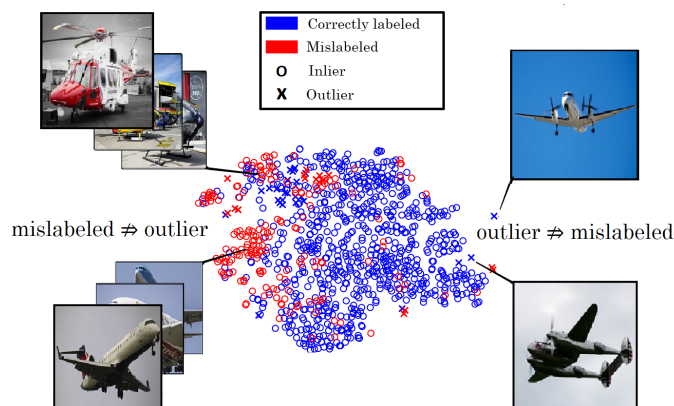 Correctly labeled
Mislabeled
O Inlier
X Outlier
mislabeled ⇏ outlier
outlier ⇏ mislabeled